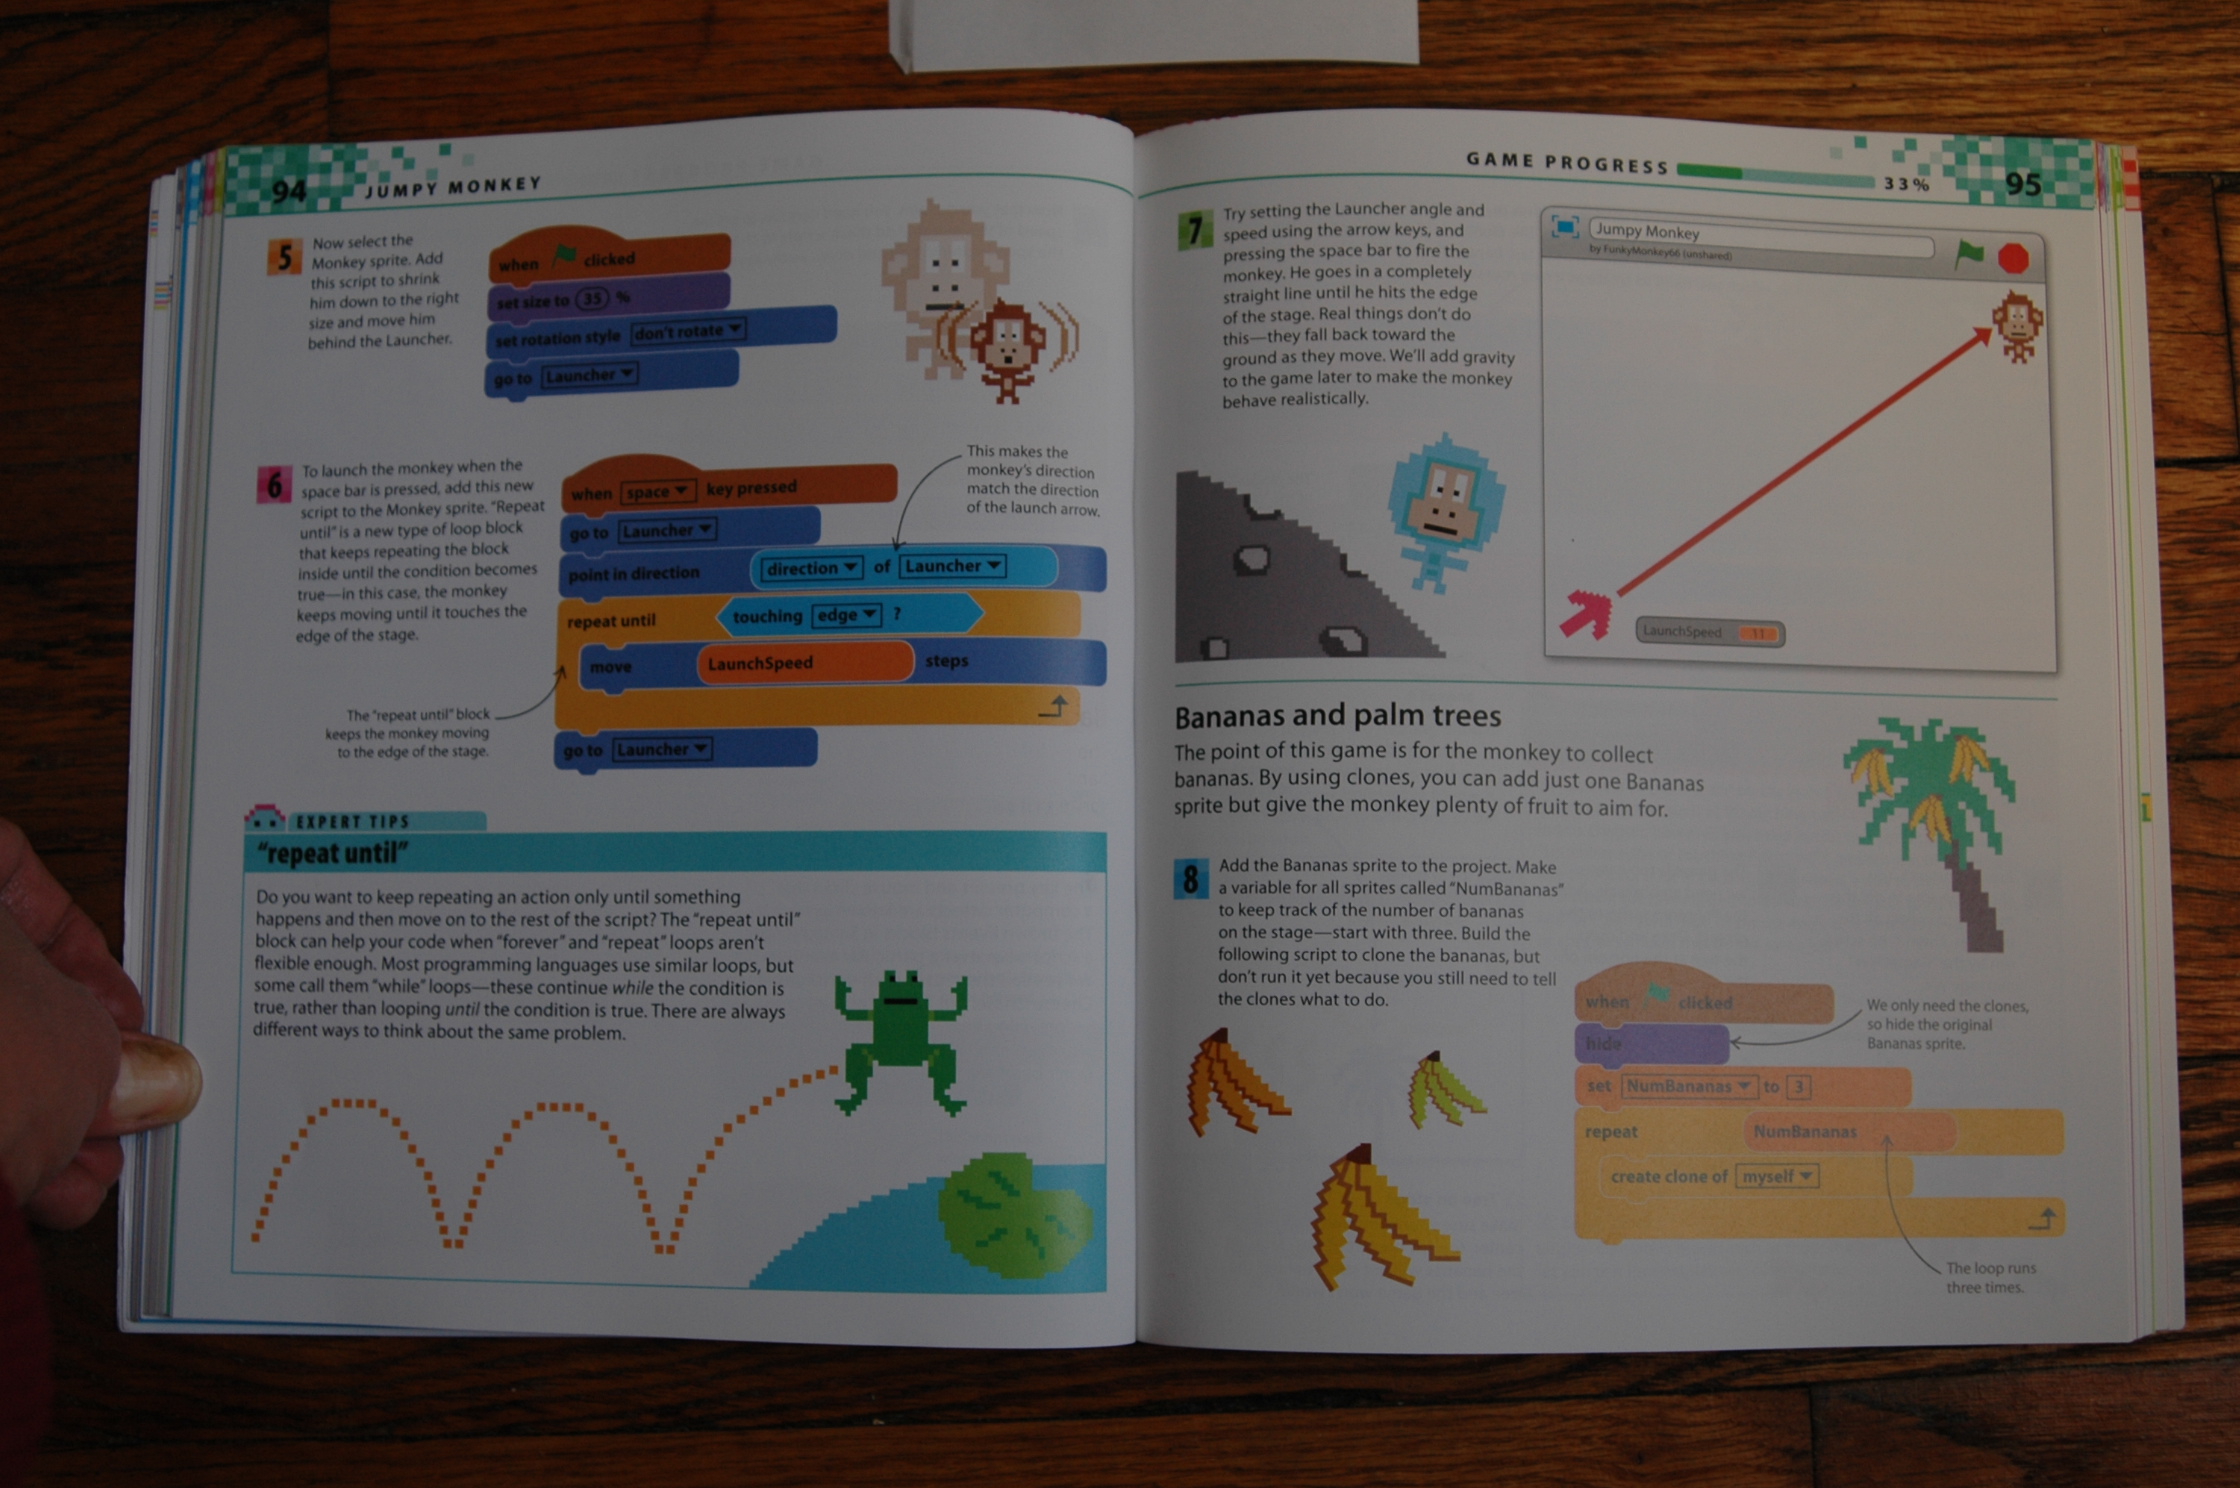 94 JUMPY MONKEY
5
Now select the
Monkey sprite. Add
this script to shrink
him down to the right
size and move him
behind the Launcher.
when clicked
set size to 35 %
set rotation style don't rotate
go to Launcher
6
To launch the monkey when the
space bar is pressed, add this new
script to the Monkey sprite. “Repeat
until” is a new type of loop block
that keeps repeating the block
inside until the condition becomes
true—in this case, the monkey
keeps moving until it touches the
edge of the stage.
This makes the
monkey's direction
match the direction
of the launch arrow.
when space key pressed
go to Launcher
point in direction direction of Launcher
repeat until touching edge ?
move LaunchSpeed steps
go to Launcher
The “repeat until” block
keeps the monkey moving
to the edge of the stage.
EXPERT TIPS
“repeat until”
Do you want to keep repeating an action only until something
happens and then move on to the rest of the script? The “repeat until”
block can help your code when “forever” and “repeat” loops aren't
flexible enough. Most programming languages use similar loops, but
some call them “while” loops—these continue while the condition is
true, rather than looping until the condition is true. There are always
different ways to think about the same problem.
GAME PROGRESS 33% 95
7
Try setting the Launcher angle and
speed using the arrow keys, and
pressing the space bar to fire the
monkey. He goes in a completely
straight line until he hits the edge
of the stage. Real things don't do
this—they fall back toward the
ground as they move. We'll add gravity
to the game later to make the monkey
behave realistically.
Jumpy Monkey
by FunkyMonkey66 (unshared)
LaunchSpeed 11
Bananas and palm trees
The point of this game is for the monkey to collect
bananas. By using clones, you can add just one Bananas
sprite but give the monkey plenty of fruit to aim for.
8
Add the Bananas sprite to the project. Make
a variable for all sprites called “NumBananas”
to keep track of the number of bananas
on the stage—start with three. Build the
following script to clone the bananas, but
don't run it yet because you still need to tell
the clones what to do.
when clicked
hide
set NumBananas to 3
repeat NumBananas
create clone of myself
We only need the clones,
so hide the original
Bananas sprite.
The loop runs
three times.